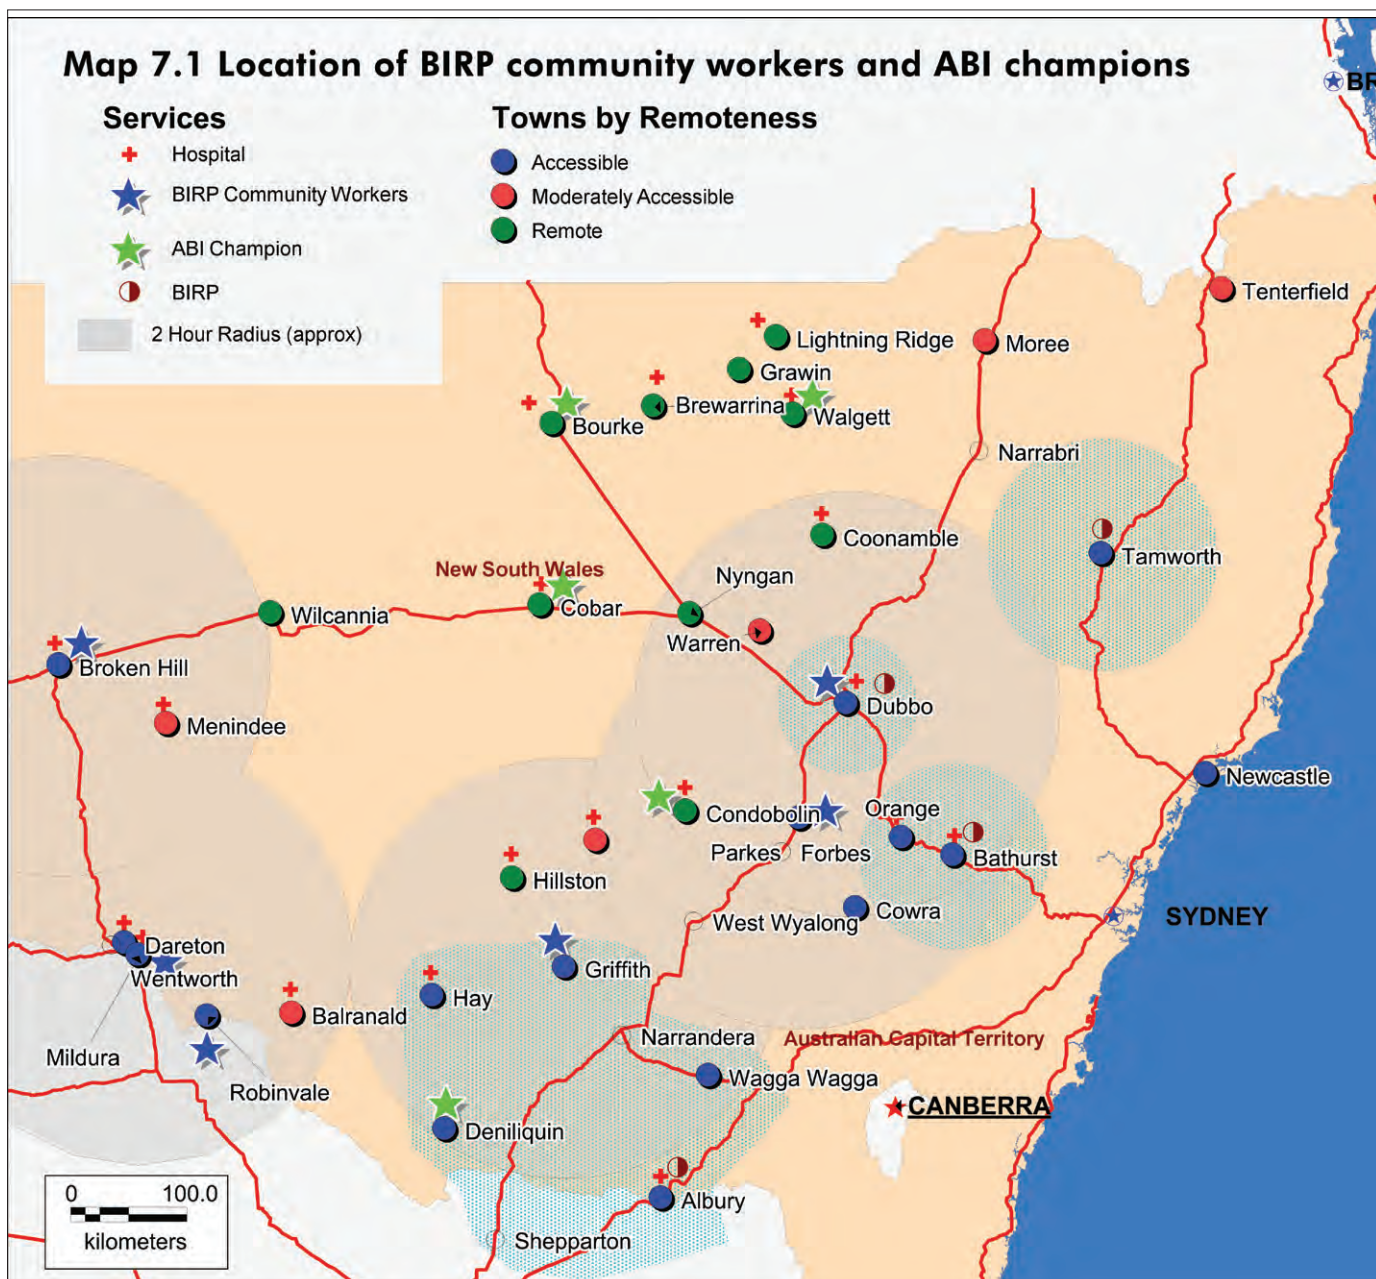 Map 7.1 Location of BIRP community workers and ABI champions
Services
Hospital
BIRP Community Workers
ABI Champion
BIRP
2 Hour Radius (approx)
Towns by Remoteness
Accessible
Moderately Accessible
Remote
BR
Tenterfield
Lightning Ridge
Moree
Grawin
Brewarrina
Walgett
Bourke
Narrabri
Coonamble
Tamworth
New South Wales
Nyngan
Cobar
Wilcannia
Warren
Broken Hill
Dubbo
Menindee
Newcastle
Condobolin
Orange
Parkes
Forbes
Bathurst
Hillston
Cowra
SYDNEY
West Wyalong
Dareton
Wentworth
Griffith
Hay
Balranald
Mildura
Narrandera
Australian Capital Territory
Robinvale
Wagga Wagga
CANBERRA
Deniliquin
Albury
Shepparton
0 100.0
kilometers